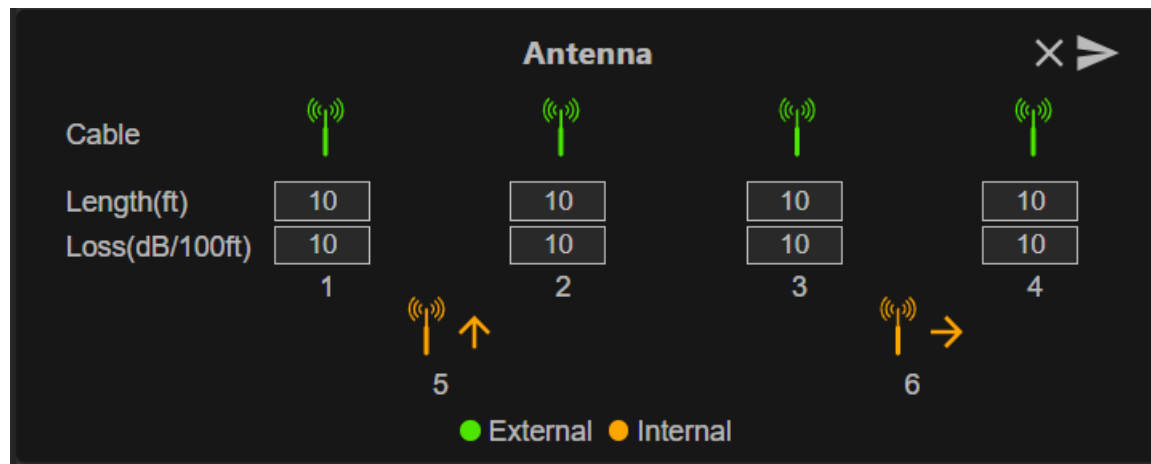 Antenna
Cable
Length(ft) 10 10 10 10
Loss(dB/100ft) 10 10 10 10
1 2 3 4
5 6
External Internal